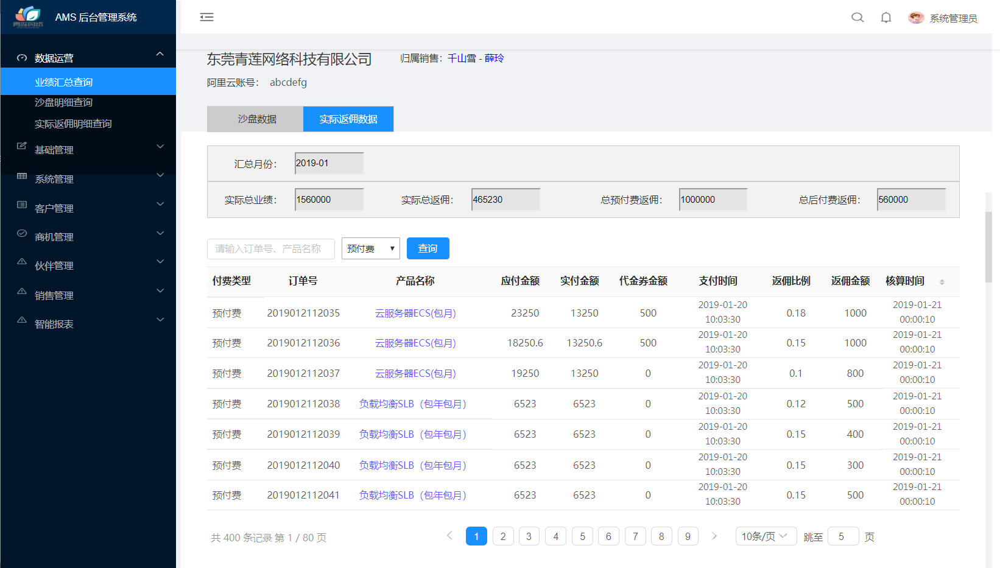 青莲网络
AMS 后台管理系统
系统管理员
数据运营
业绩汇总查询
沙盘明细查询
实际返佣明细查询
基础管理
系统管理
客户管理
商机管理
伙伴管理
销售管理
智能报表
东莞青莲网络科技有限公司 归属销售：千山雪 - 薛玲
阿里云账号： abcdefg
沙盘数据 实际返佣数据
汇总月份： 2019-01
实际总业绩： 1560000 实际总返佣： 465230 总预付费返佣： 1000000 总后付费返佣： 560000
请输入订单号、产品名称 预付费 查询
付费类型 订单号 产品名称 应付金额 实付金额 代金券金额 支付时间 返佣比例 返佣金额 核算时间
预付费 2019012112035 云服务器ECS(包月) 23250 13250 500 2019-01-20 10:03:30 0.18 1000 2019-01-21 00:00:10
预付费 2019012112036 云服务器ECS(包月) 18250.6 13250.6 500 2019-01-20 10:03:30 0.15 1000 2019-01-21 00:00:10
预付费 2019012112037 云服务器ECS(包月) 19250 13250 0 2019-01-20 10:03:30 0.1 800 2019-01-21 00:00:10
预付费 2019012112038 负载均衡SLB（包年包月） 6523 6523 0 2019-01-20 10:03:30 0.12 500 2019-01-21 00:00:10
预付费 2019012112039 负载均衡SLB（包年包月） 6523 6523 0 2019-01-20 10:03:30 0.15 400 2019-01-21 00:00:10
预付费 2019012112040 负载均衡SLB（包年包月） 6523 6523 0 2019-01-20 10:03:30 0.15 300 2019-01-21 00:00:10
预付费 2019012112041 负载均衡SLB（包年包月） 6523 6523 0 2019-01-20 10:03:30 0.15 500 2019-01-21 00:00:10
共 400 条记录 第 1 / 80 页 1 2 3 4 5 6 7 8 9 10条/页 跳至 5 页